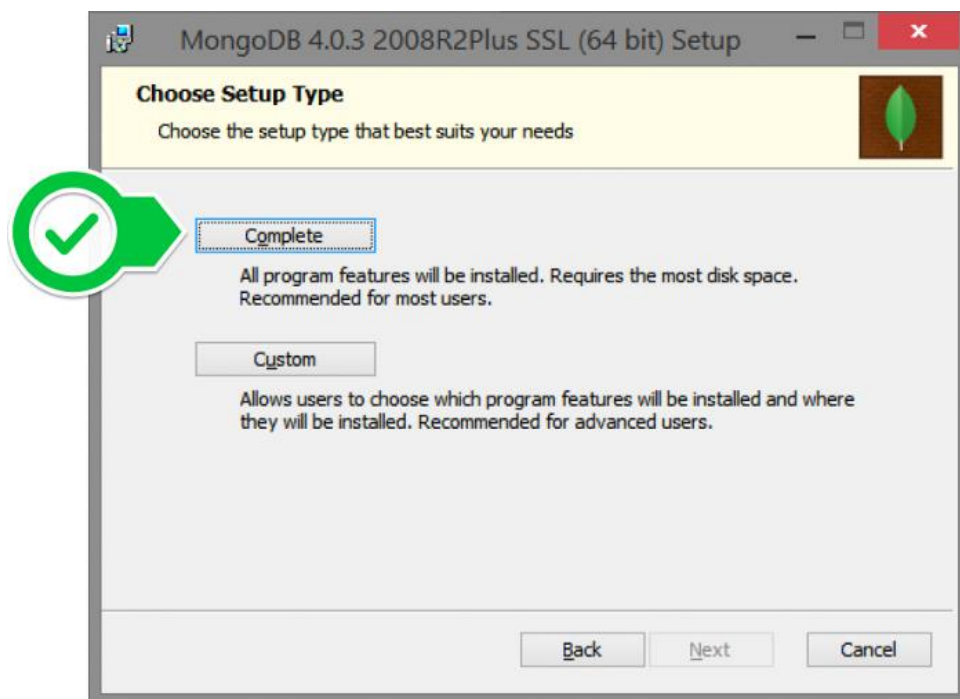 MongoDB 4.0.3 2008R2Plus SSL (64 bit) Setup
Choose Setup Type
Choose the setup type that best suits your needs
Complete
All program features will be installed. Requires the most disk space.
Recommended for most users.
Custom
Allows users to choose which program features will be installed and where
they will be installed. Recommended for advanced users.
Back
Next
Cancel